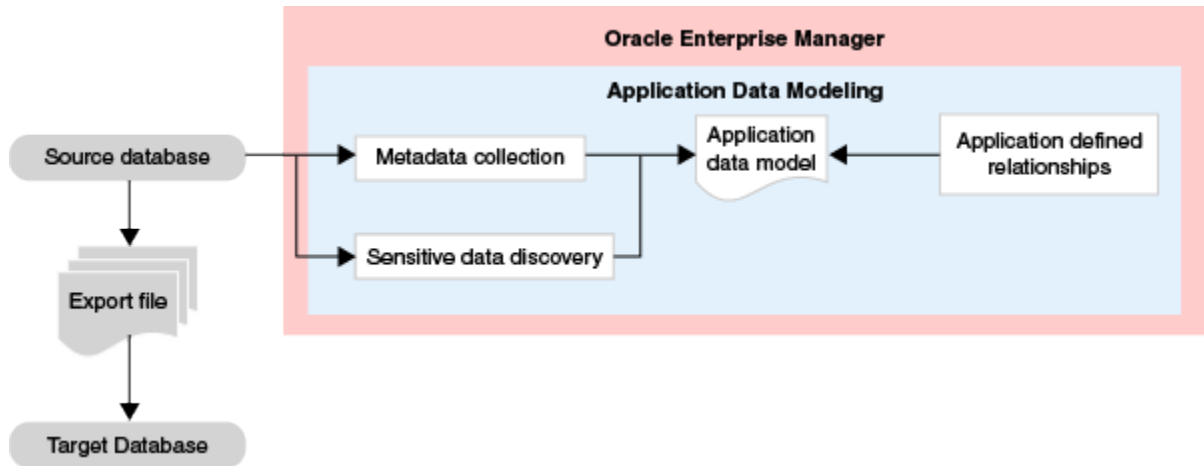 Oracle Enterprise Manager
Application Data Modeling
Source database
Metadata collection
Application
data model
Application defined
relationships
Sensitive data discovery
Export file
Target Database